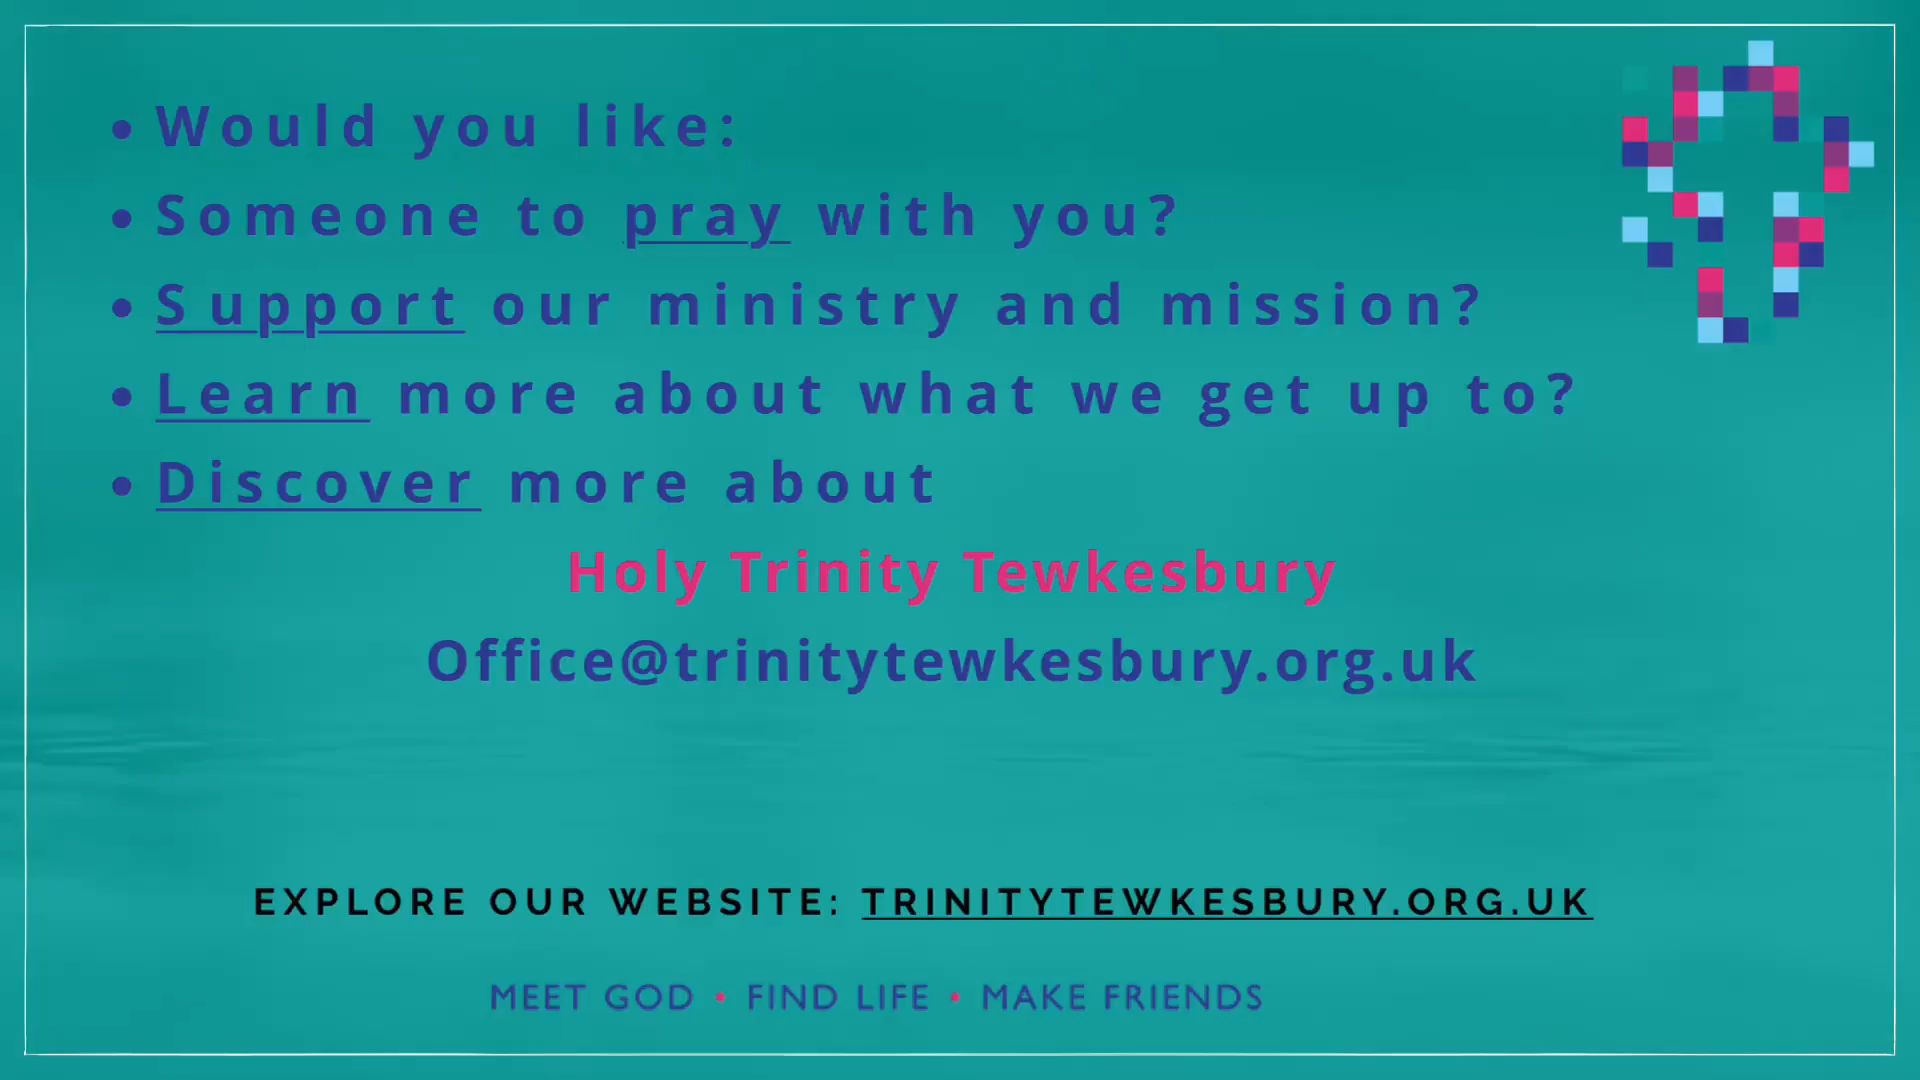 • Would you like:
• Someone to pray with you?
• S upport our ministry and mission?
• Learn more about what we get up to?
• Discover more about
Holy Trinity Tewkesbury
Office@trinitytewkesbury.org.uk
EXPLORE OUR WEBSITE: TRINITYTEWKESBURY.ORG.UK
MEET GOD • FIND LIFE • MAKE FRIENDS